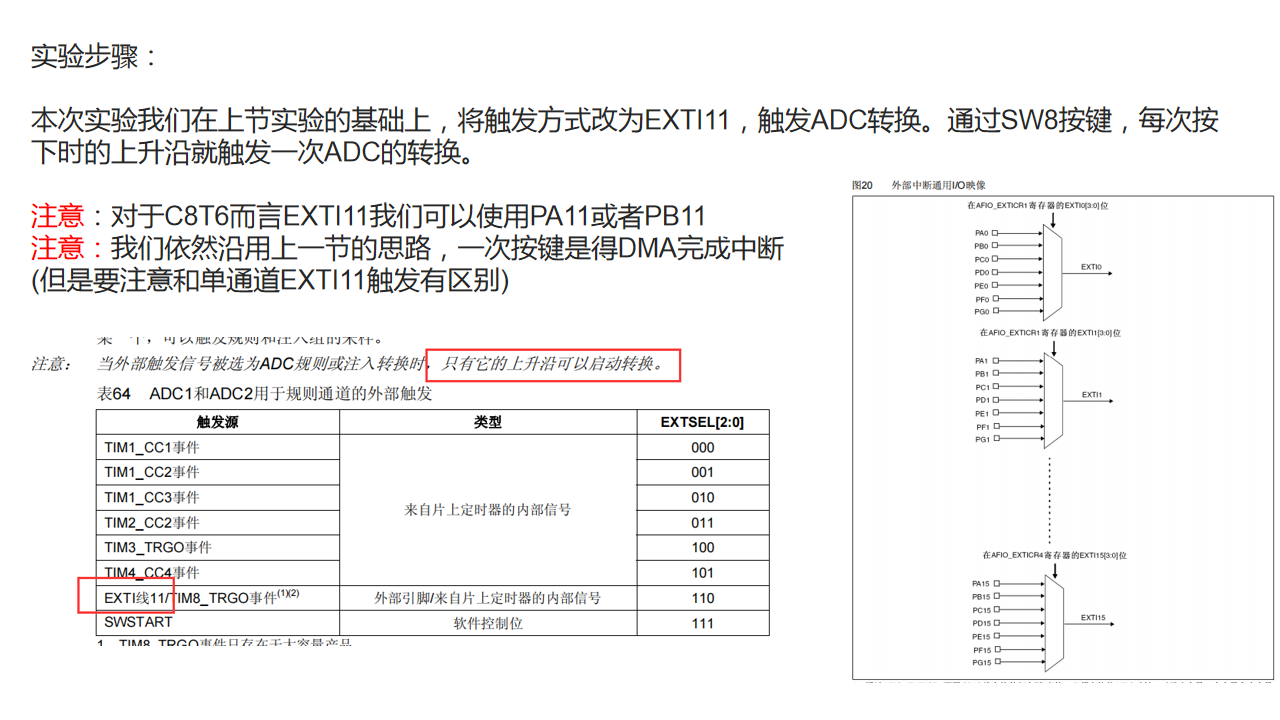 实验步骤：
本次实验我们在上节实验的基础上，将触发方式改为EXTI11，触发ADC转换。通过SW8按键，每次按
下时的上升沿就触发一次ADC的转换。
注意：对于C8T6而言EXTI11我们可以使用PA11或者PB11
注意：我们依然沿用上一节的思路，一次按键是得DMA完成中断
(但是要注意和单通道EXTI11触发有区别)
注意： 当外部触发信号被选为ADC规则或注入转换时，只有它的上升沿可以启动转换。
表64 ADC1和ADC2用于规则通道的外部触发
触发源 类型 EXTSEL[2:0]
TIM1_CC1事件 000
TIM1_CC2事件 001
TIM1_CC3事件 010
来自片上定时器的内部信号
TIM2_CC2事件 011
TIM3_TRGO事件 100
TIM4_CC4事件 101
EXTI线11/TIM8_TRGO事件(1)(2) 外部引脚/来自片上定时器的内部信号 110
SWSTART 软件控制位 111
1. TIM8_TRGO事件只存在于大容量产品
图20 外部中断通用I/O映像
在AFIO_EXTICR1寄存器的EXTI0[3:0]位
PA0
PB0
PC0
PD0
PE0
PF0
PG0
EXTI0
在AFIO_EXTICR1寄存器的EXTI1[3:0]位
PA1
PB1
PC1
PD1
PE1
PF1
PG1
EXTI1
在AFIO_EXTICR4寄存器的EXTI15[3:0]位
PA15
PB15
PC15
PD15
PE15
PF15
PG15
EXTI15